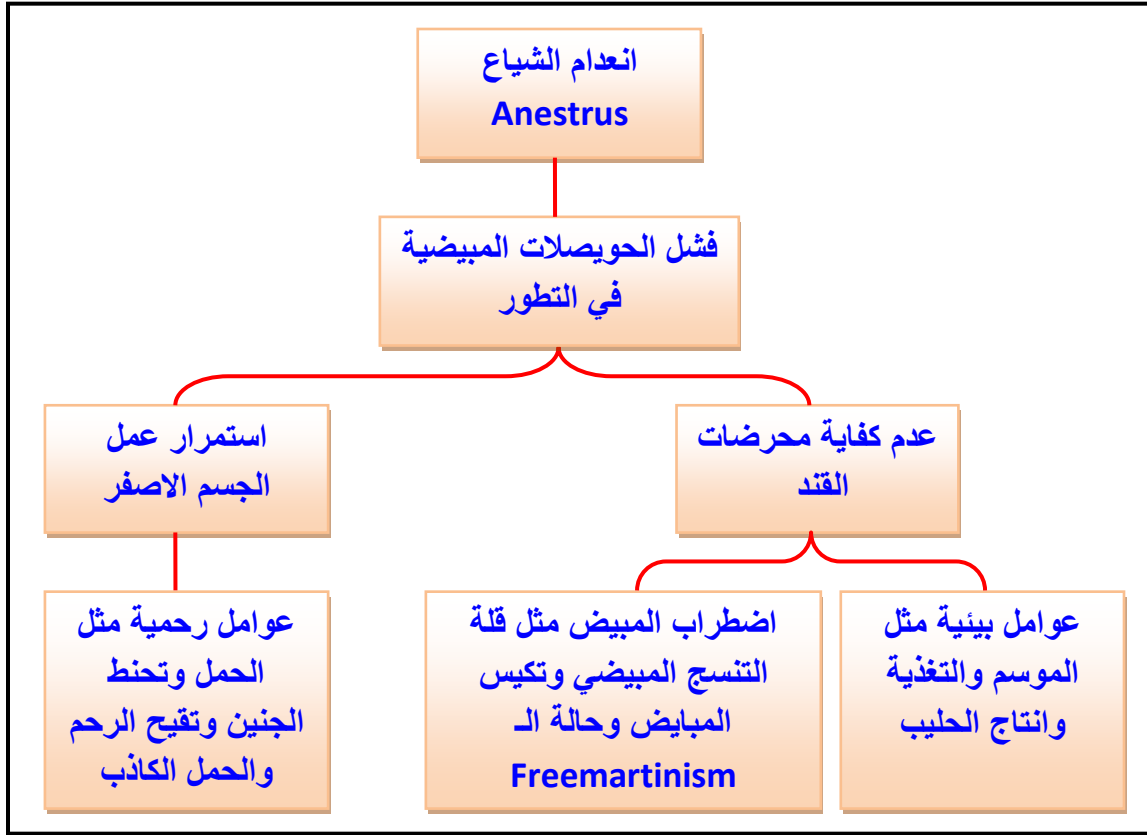 انعدام الشياع
Anestrus
فشل الحويصلات المبيضية
في التطور
عدم كفاية محرضات
القند
استمرار عمل
الجسم الاصفر
عوامل بيئية مثل
الموسم والتغذية
وانتاج الحليب
اضطراب المبيض مثل قلة
التنسج المبيضي وتكيس
المبايض وحالة الـ
Freemartinism
عوامل رحمية مثل
الحمل وتحنط
الجنين وتقيح الرحم
والحمل الكاذب